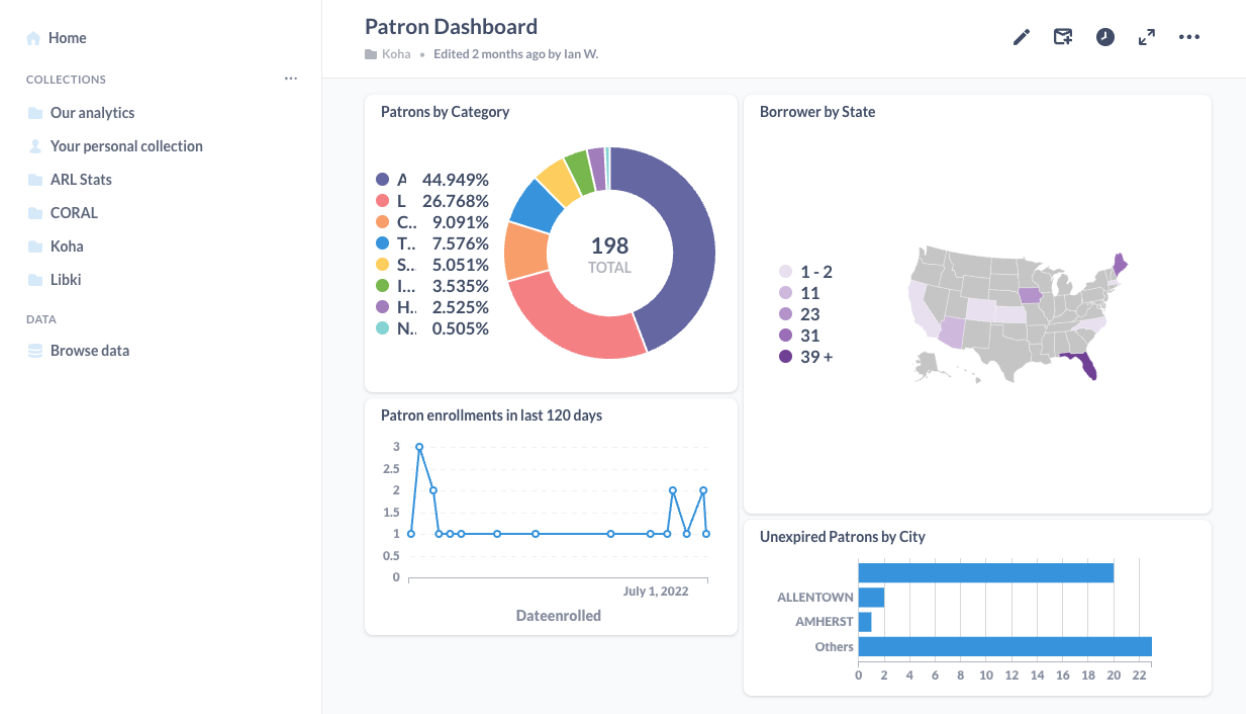 Home
COLLECTIONS
Our analytics
Your personal collection
ARL Stats
CORAL
Koha
Libki
DATA
Browse data
Patron Dashboard
Koha • Edited 2 months ago by Ian W.
Patrons by Category
A 44.949%
L 26.768%
C.. 9.091%
T.. 7.576%
S.. 5.051%
I... 3.535%
H.. 2.525%
N.. 0.505%
198
TOTAL
Borrower by State
1 - 2
11
23
31
39 +
Patron enrollments in last 120 days
3
2.5
2
1.5
1
0.5
0
July 1, 2022
Dateenrolled
Unexpired Patrons by City
ALLENTOWN
AMHERST
Others
0 2 4 6 8 10 12 14 16 18 20 22